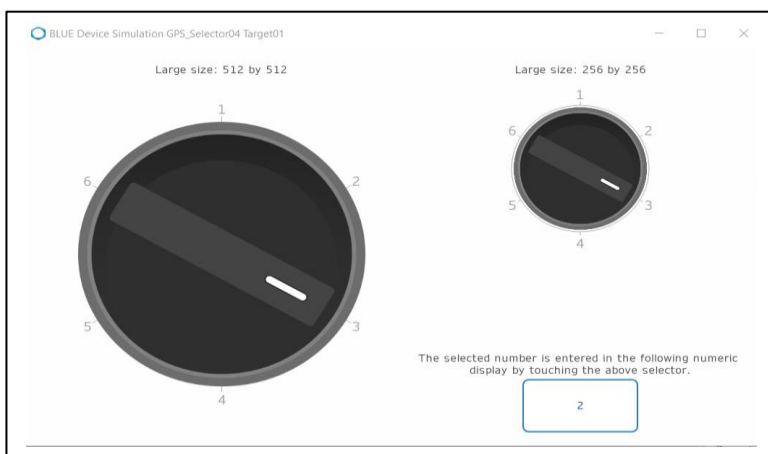 BLUE Device Simulation GPS_Selector04 Target01
Large size: 512 by 512
1
6
2
5
3
4
Large size: 256 by 256
1
6
2
5
3
4
The selected number is entered in the following numeric
display by touching the above selector.
2